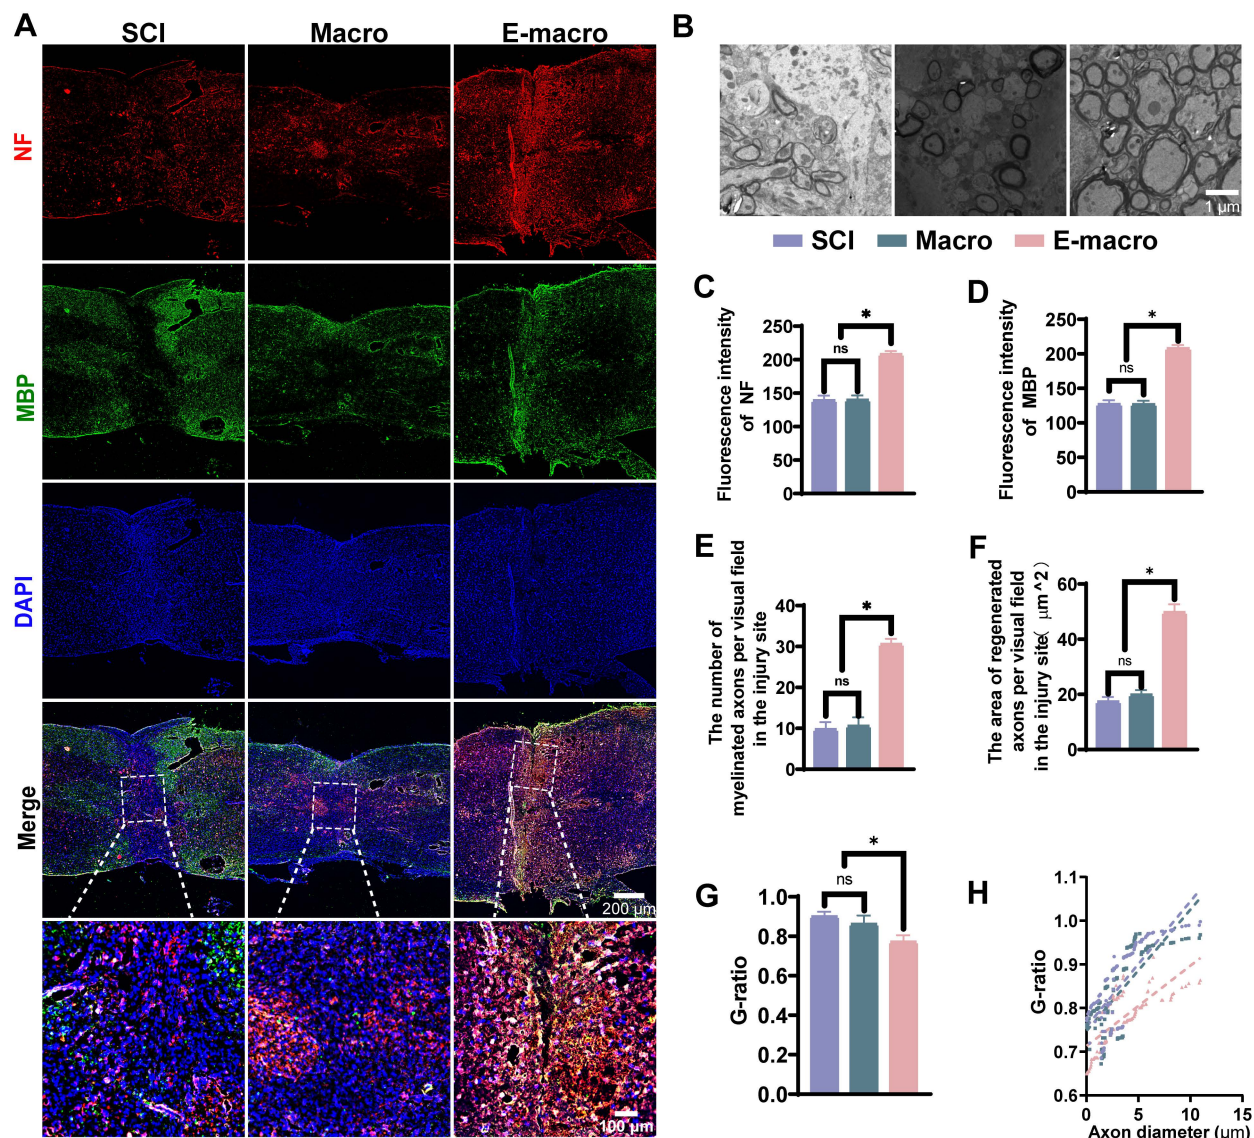 A
SCI
Macro
E-macro
NF
MBP
DAPI
Merge
200 μm
100 μm
B
1 μm
SCI
Macro
E-macro
C
Fluorescence intensity
of NF
250
200
150
100
50
0
ns
*
D
Fluorescence intensity
of MBP
250
200
150
100
50
0
ns
*
E
The number of
myelinated axons per visual field
in the injury site
40
30
20
10
0
ns
*
F
The area of regenerated
axons per visual field
in the injury site( μm^2)
60
40
20
0
ns
*
G
G-ratio
1.0
0.8
0.6
0.4
0.2
0.0
ns
*
H
G-ratio
1.1
1.0
0.9
0.8
0.7
0.6
0
5
10
15
Axon diameter (μm)